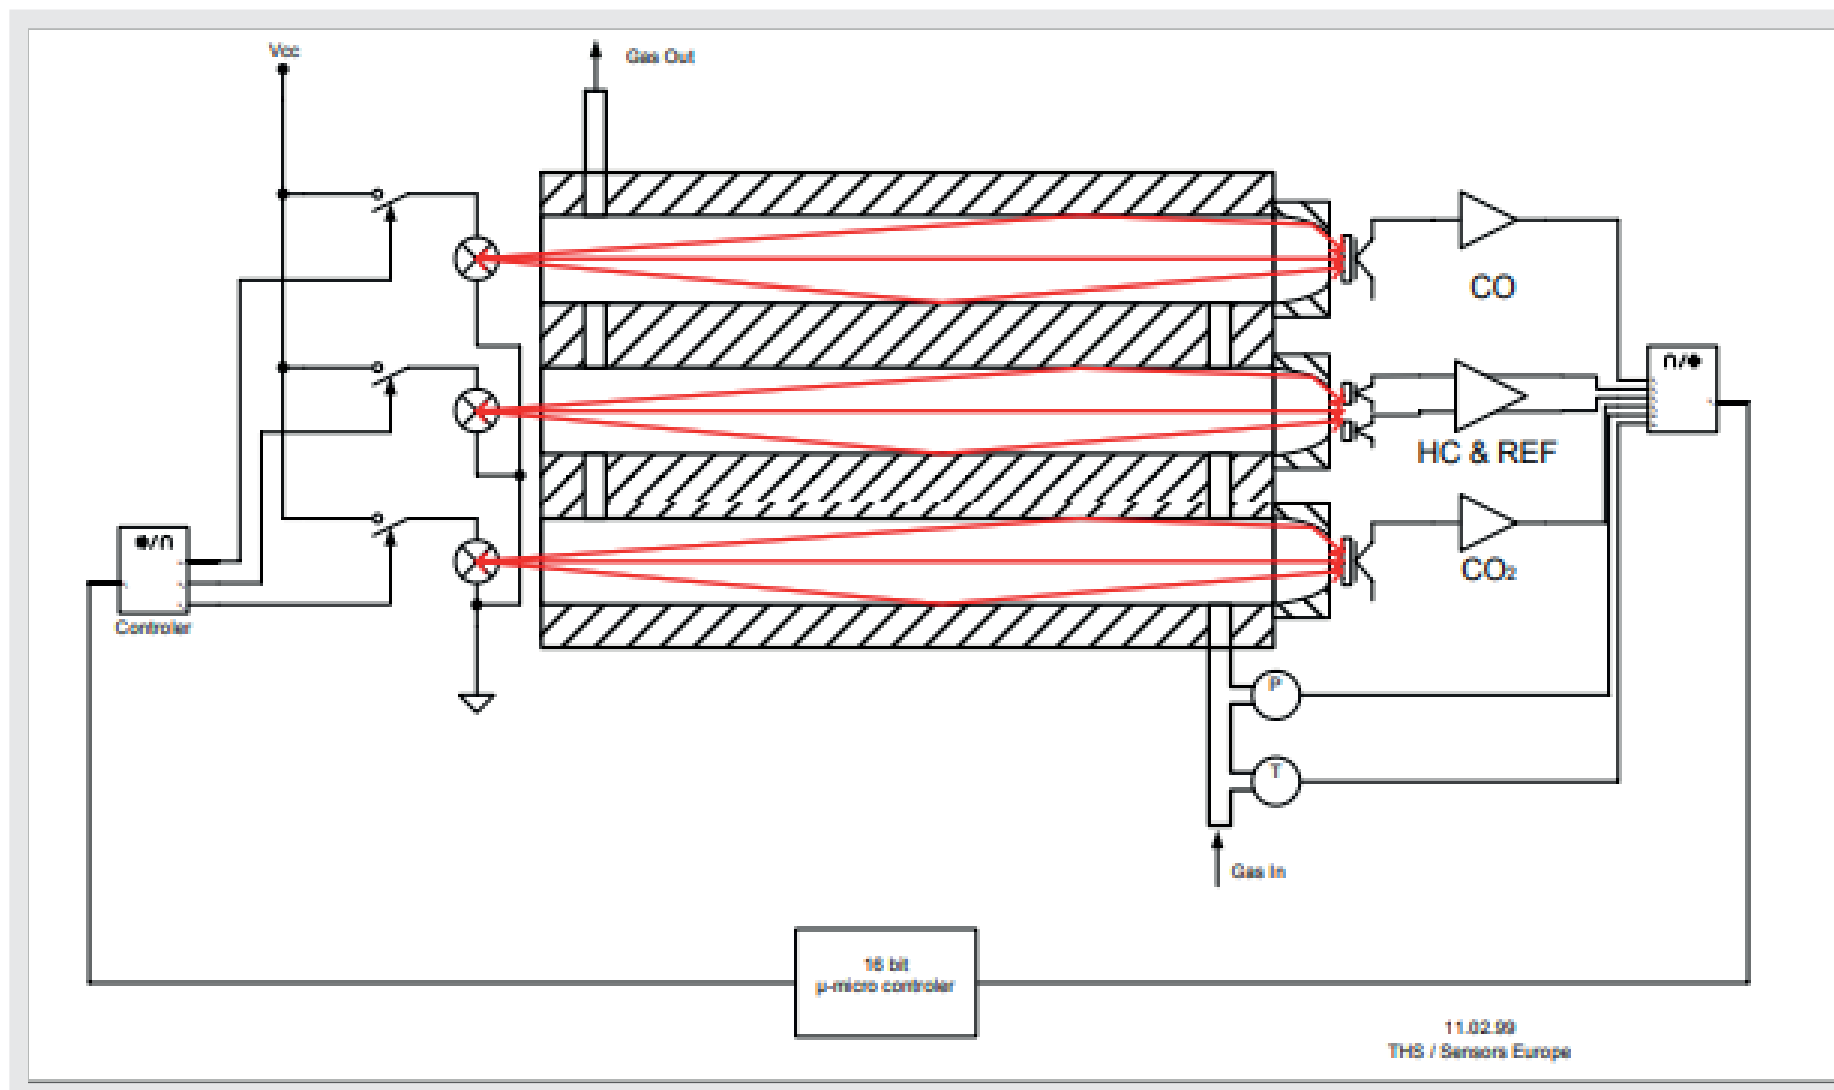 Vcc
Gas Out
CO
∩/●
HC & REF
●/∩
CO₂
Controler
P
T
Gas In
16 bit
µ-micro controler
11.02.99
THS / Sensors Europe